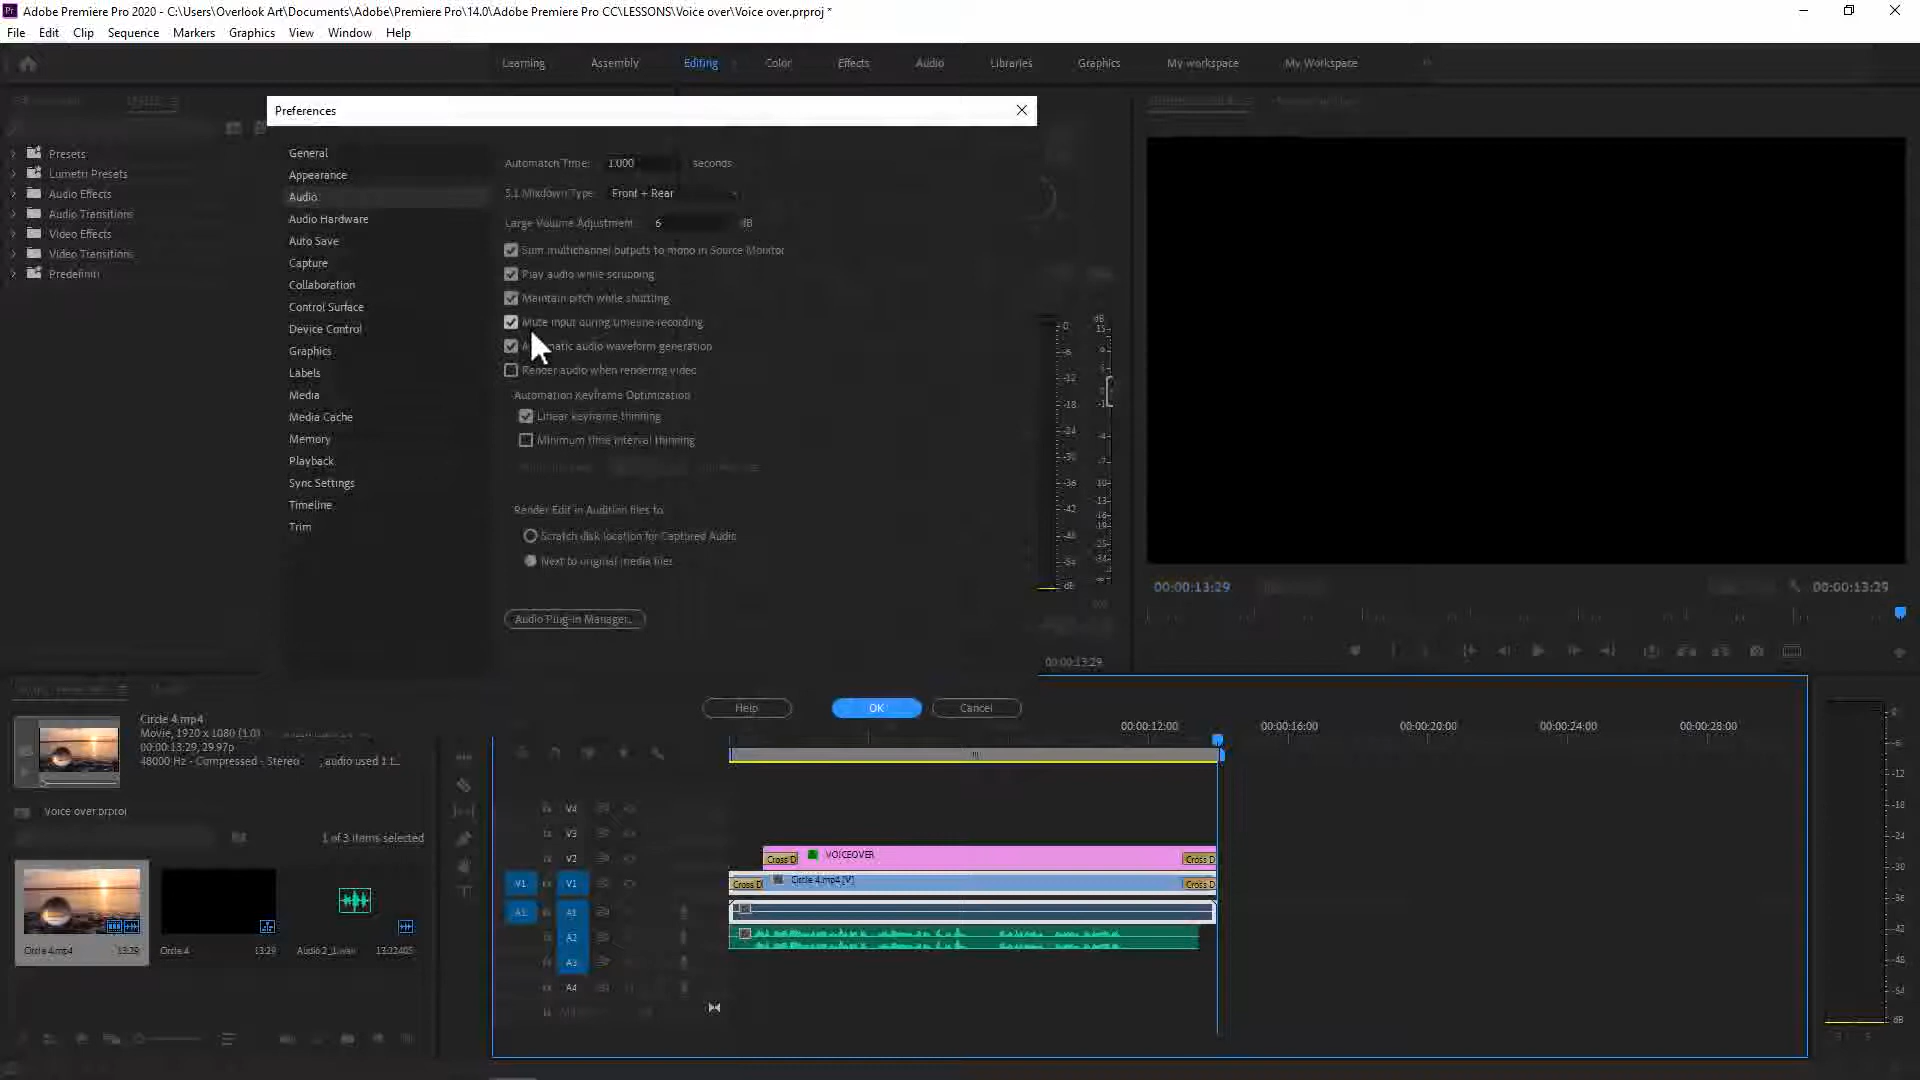 Adobe Premiere Pro 2020 - C:\Users\Overlook Art\Documents\Adobe\Premiere Pro\14.0\Adobe Premiere Pro CC\LESSONS\Voice over\Voice over.prproj *
File Edit Clip Sequence Markers Graphics View Window Help
Learning Assembly Editing Color Effects Audio Libraries Graphics My workspace My Workspace
Preferences
Presets
Lumetri Presets
Audio Effects
Audio Transitions
Video Effects
Video Transitions
Predefiniti
General
Appearance
Audio
Audio Hardware
Auto Save
Capture
Collaboration
Control Surface
Device Control
Graphics
Labels
Media
Media Cache
Memory
Playback
Sync Settings
Timeline
Trim
Automatch Time: 1.000 seconds
5.1 Mixdown Type: Front + Rear
Large Volume Adjustment: 6 dB
Sum multichannel outputs to mono in Source Monitor
Play audio while scrubbing
Maintain pitch while shuttling
Mute input during timeline recording
audio waveform generation
Render audio when rendering video
Automation Keyframe Optimization
Linear keyframe thinning
Minimum time interval thinning
Render Edit in Audition files to:
Scratch disk location for Captured Audio
Next to original media files
Audio Plug-In Manager...
Help OK Cancel
00:00:13:29
00:00:13:29 00:00:13:29
Circle 4.mp4
Movie, 1920 x 1080 (1.0)
00:00:13:29, 29.97p
48000 Hz - Compressed - Stereo , audio used 1 t...
Voice over.prproj
1 of 3 items selected
Circle 4.mp4 13:29
Circle 4 13:29
Audio 2_1.wav 13:22405
00:00:12:00 00:00:16:00 00:00:20:00 00:00:24:00 00:00:28:00
V4
V3
V2 Cross D VOICEOVER Cross D
V1 V1 Cross D Circle 4.mp4 [V] Cross D
A1 A1
A2
A3
A4